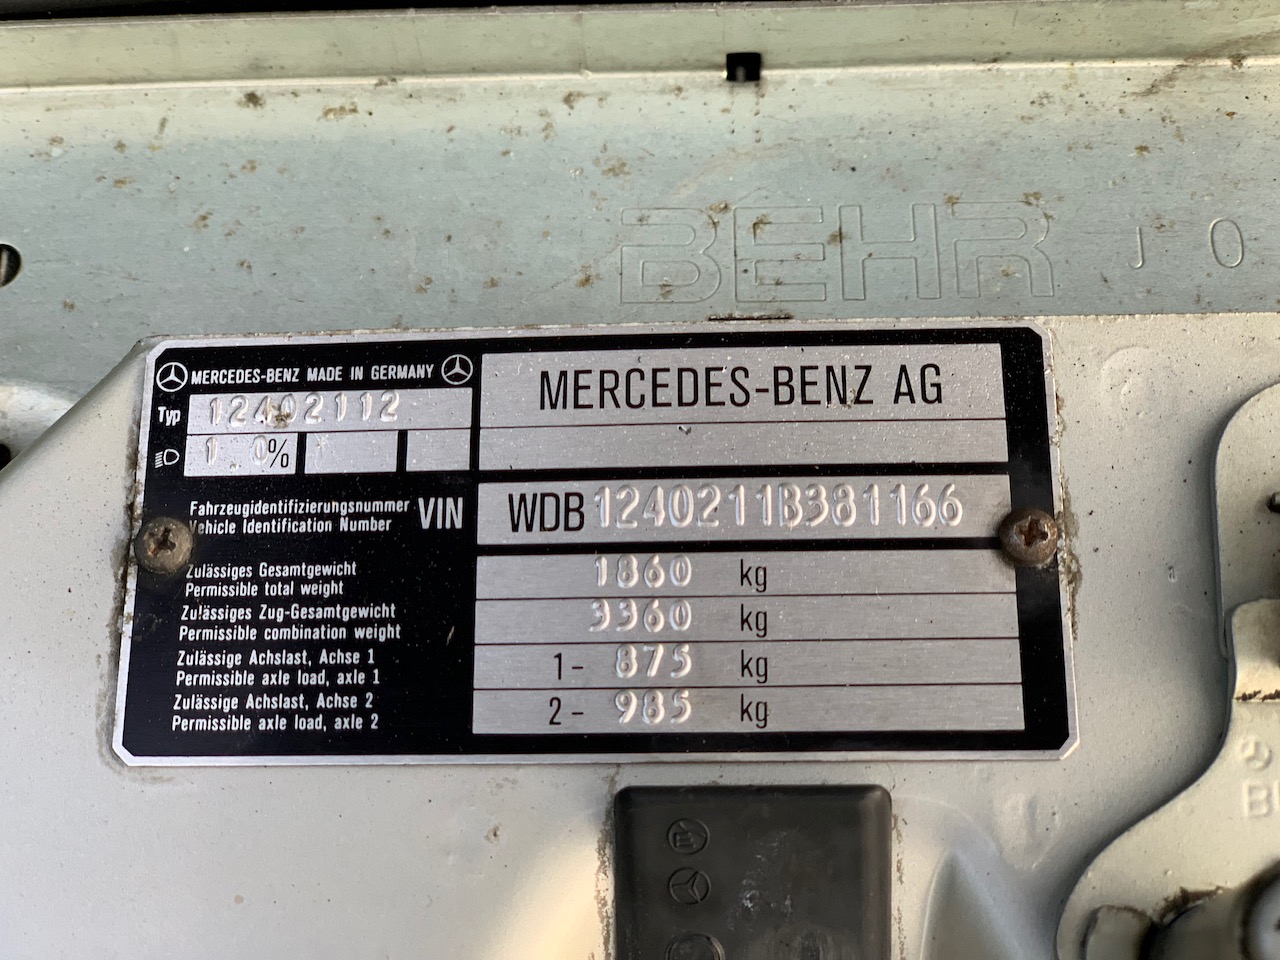 BEHR
MERCEDES-BENZ MADE IN GERMANY
Typ 12402112
1 0%
MERCEDES-BENZ AG
Fahrzeugidentifizierungsnummer
Vehicle Identification Number
VIN
WDB 1240211B381166
Zulässiges Gesamtgewicht
Permissible total weight
1860 kg
Zulässiges Zug-Gesamtgewicht
Permissible combination weight
3360 kg
Zulässige Achslast, Achse 1
Permissible axle load, axle 1
1- 875 kg
Zulässige Achslast, Achse 2
Permissible axle load, axle 2
2- 985 kg